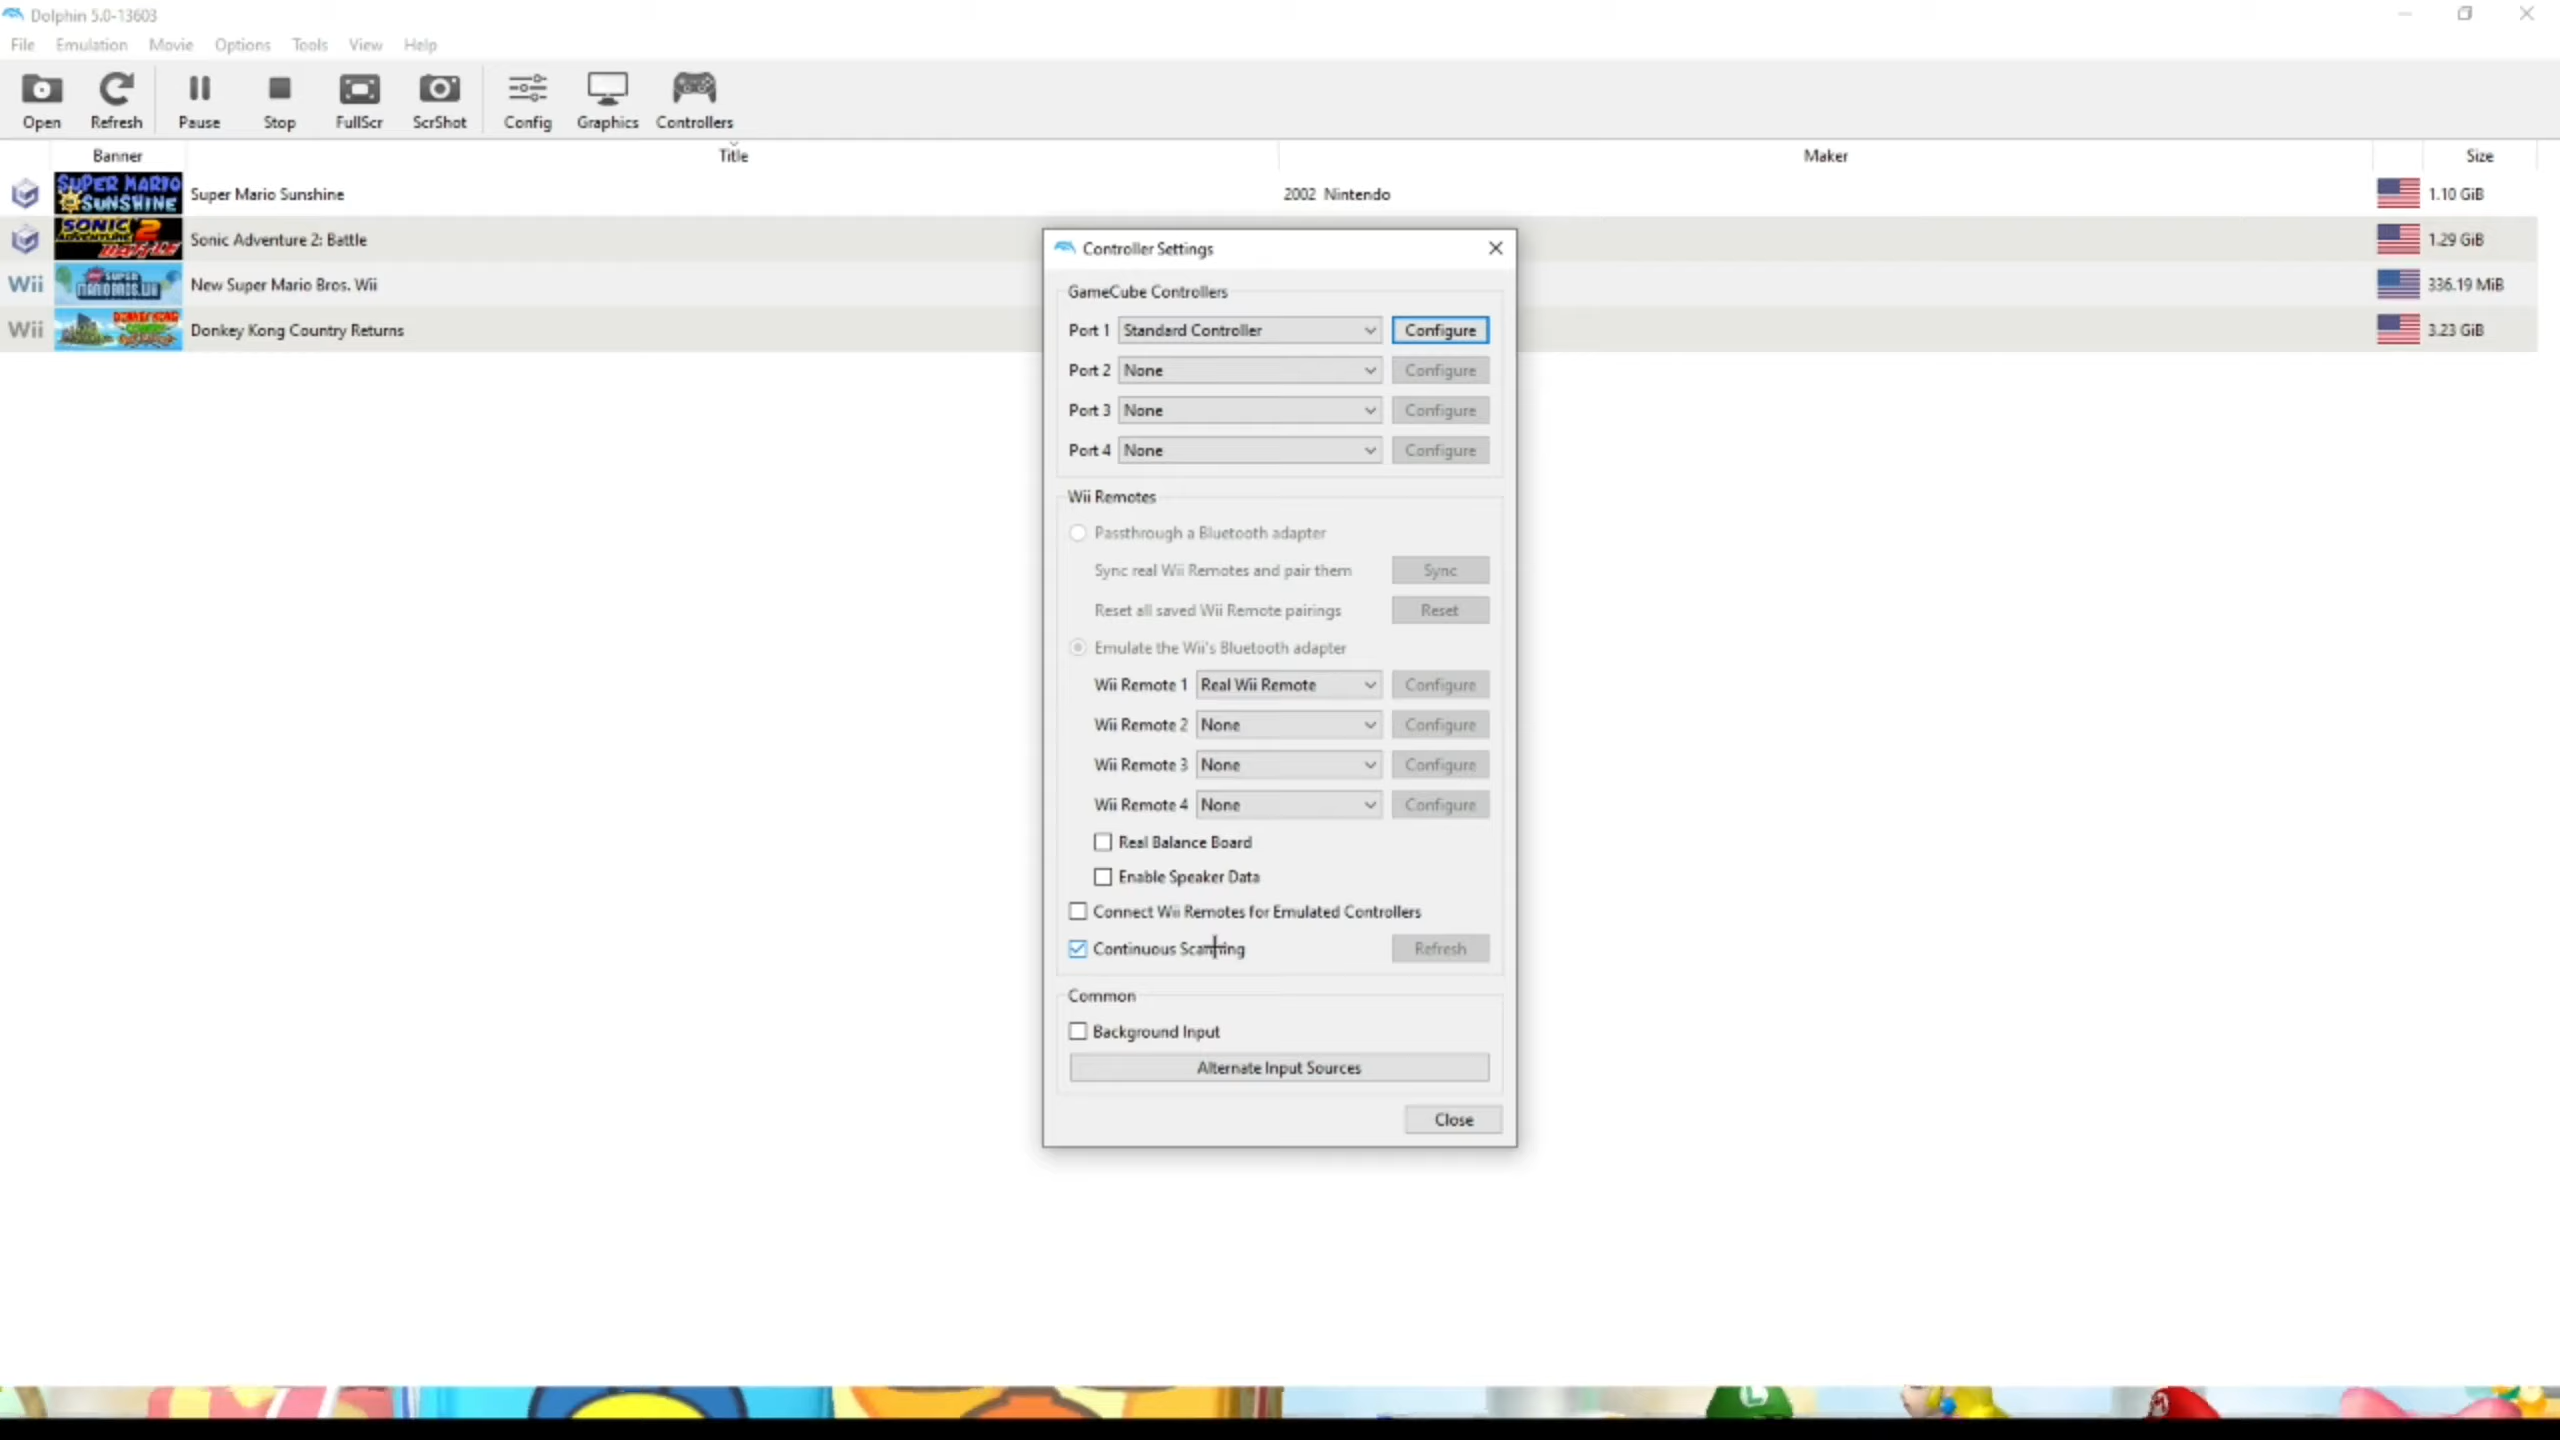 Dolphin 5.0-13603
File Emulation Movie Options Tools View Help
Open Refresh Pause Stop FullScr ScrShot Config Graphics Controllers
Banner Title Maker Size
SUPER MARIO SUNSHINE Super Mario Sunshine 2002 Nintendo 1.10 GiB
SONIC ADVENTURE 2 BATTLE Sonic Adventure 2: Battle 1.29 GiB
Wii New Super Mario Bros. Wii 336.19 MiB
Wii Donkey Kong Country Returns 3.23 GiB
Controller Settings
GameCube Controllers
Port 1 Standard Controller Configure
Port 2 None Configure
Port 3 None Configure
Port 4 None Configure
Wii Remotes
Passthrough a Bluetooth adapter
Sync real Wii Remotes and pair them Sync
Reset all saved Wii Remote pairings Reset
Emulate the Wii's Bluetooth adapter
Wii Remote 1 Real Wii Remote Configure
Wii Remote 2 None Configure
Wii Remote 3 None Configure
Wii Remote 4 None Configure
Real Balance Board
Enable Speaker Data
Connect Wii Remotes for Emulated Controllers
Continuous Scanning Refresh
Common
Background Input
Alternate Input Sources
Close
L
M